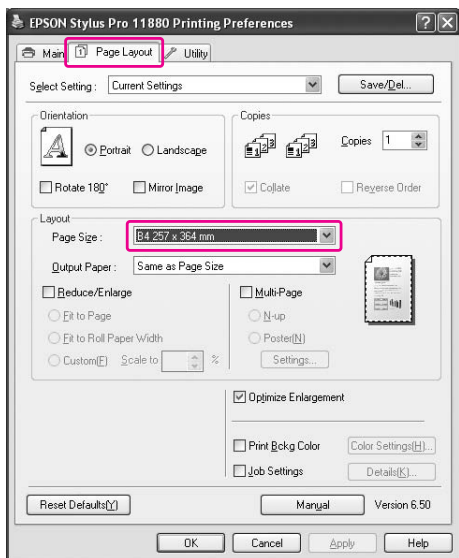 EPSON Stylus Pro 11880 Printing Preferences
Main Page Layout Utility
Select Setting : Current Settings Save/Del...
Orientation
A Portrait Landscape
Rotate 180° Mirror Image
Copies
Copies 1
Collate Reverse Order
Layout
Page Size : B4 257 x 364 mm
Output Paper : Same as Page Size
Reduce/Enlarge
Fit to Page
Fit to Roll Paper Width
Custom(F) Scale to %
Multi-Page
N-up
Poster(N)
Settings...
Optimize Enlargement
Print Bckg Color Color Settings(H)...
Job Settings Details(K)...
Reset Defaults(Y) Manual Version 6.50
OK Cancel Apply Help